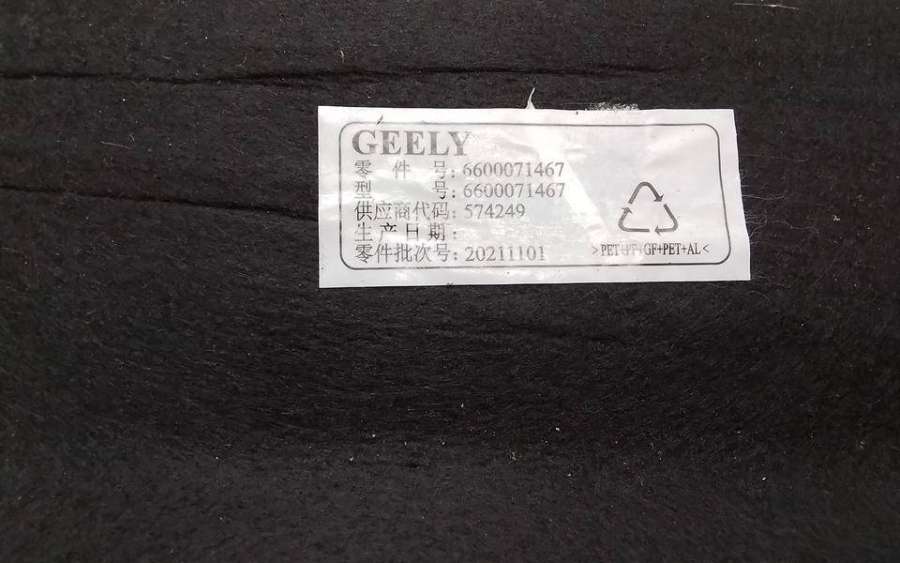 GEELY
零件号: 6600071467
型号: 6600071467
供应商代码: 574249
生产日期:
零件批次号: 20211101
>PET+PP+GF+PET+AL<